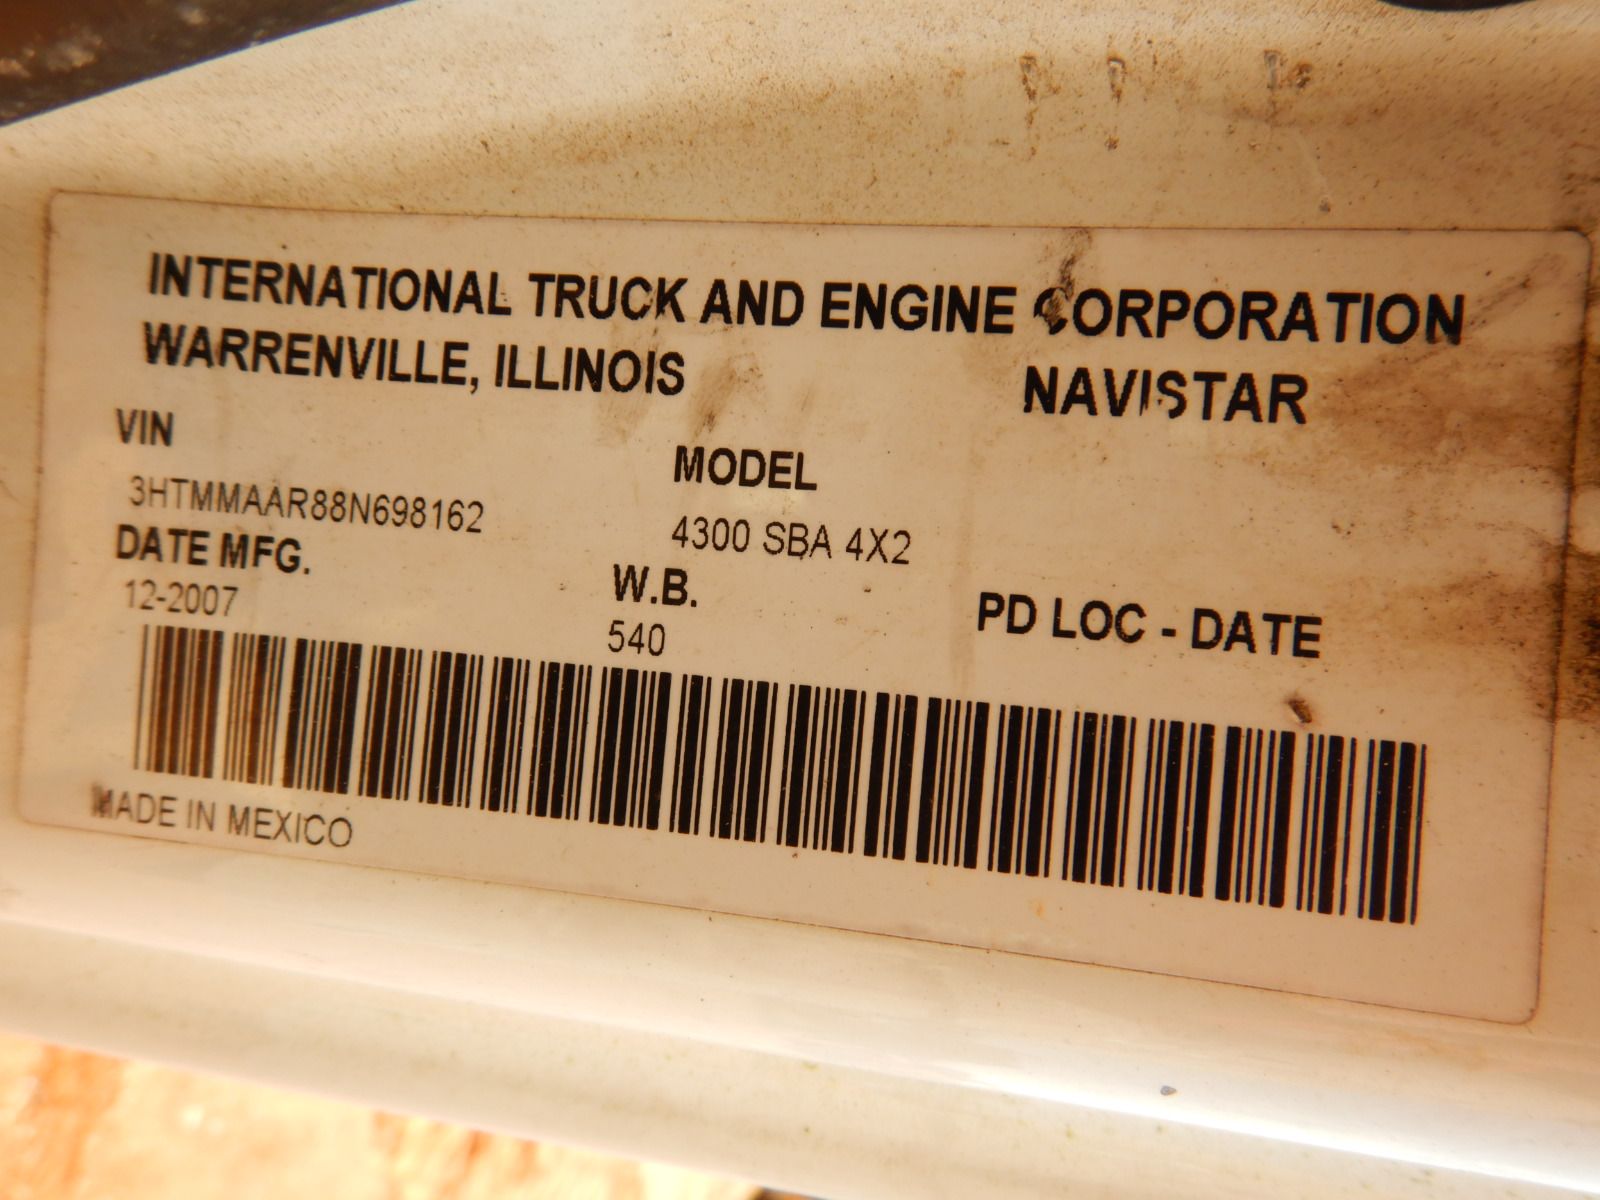 INTERNATIONAL TRUCK AND ENGINE CORPORATION
WARRENVILLE, ILLINOIS NAVISTAR
VIN MODEL
3HTMMAAR88N698162 4300 SBA 4X2
DATE MFG. W.B. PD LOC - DATE
12-2007 540
MADE IN MEXICO